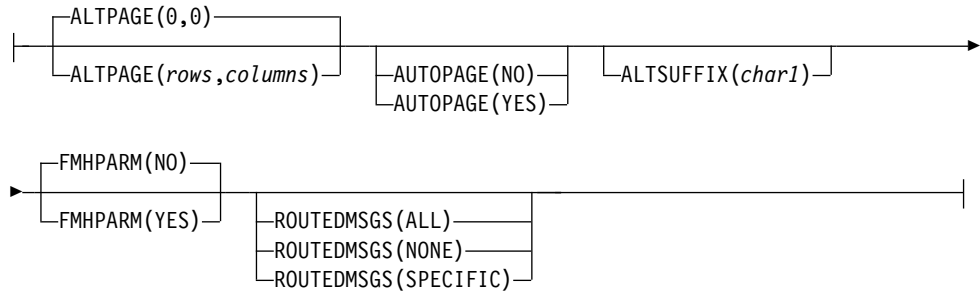 ALTPAGE(0,0)
ALTPAGE(rows,columns)
AUTOPAGE(NO)
AUTOPAGE(YES)
ALTSUFFIX(char1)
FMHPARM(NO)
FMHPARM(YES)
ROUTEDMSGS(ALL)
ROUTEDMSGS(NONE)
ROUTEDMSGS(SPECIFIC)